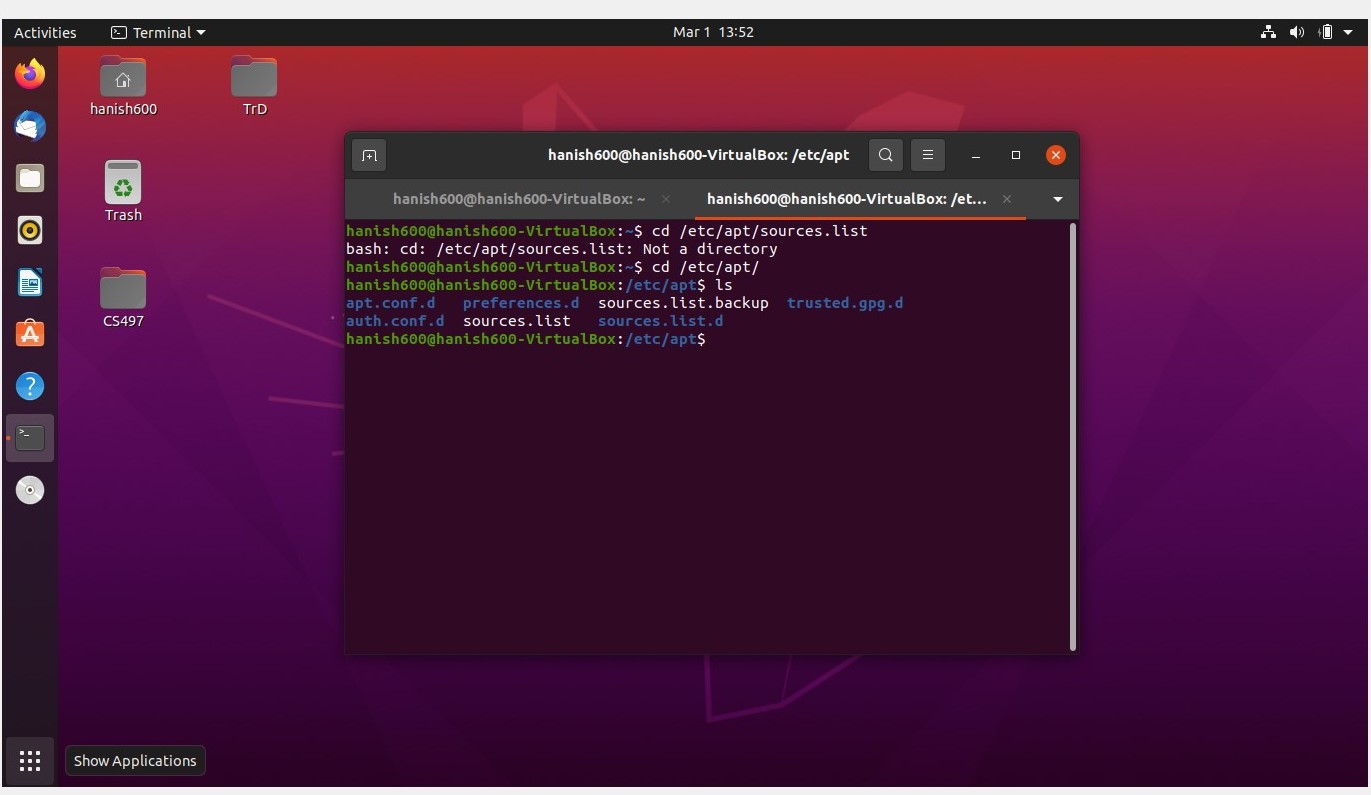 Activities Terminal Mar 1 13:52
hanish600 TrD
Trash
CS497
hanish600@hanish600-VirtualBox: /etc/apt
hanish600@hanish600-VirtualBox: ~ hanish600@hanish600-VirtualBox: /et...
hanish600@hanish600-VirtualBox:~$ cd /etc/apt/sources.list
bash: cd: /etc/apt/sources.list: Not a directory
hanish600@hanish600-VirtualBox:~$ cd /etc/apt/
hanish600@hanish600-VirtualBox:/etc/apt$ ls
apt.conf.d preferences.d sources.list.backup trusted.gpg.d
auth.conf.d sources.list sources.list.d
hanish600@hanish600-VirtualBox:/etc/apt$
Show Applications